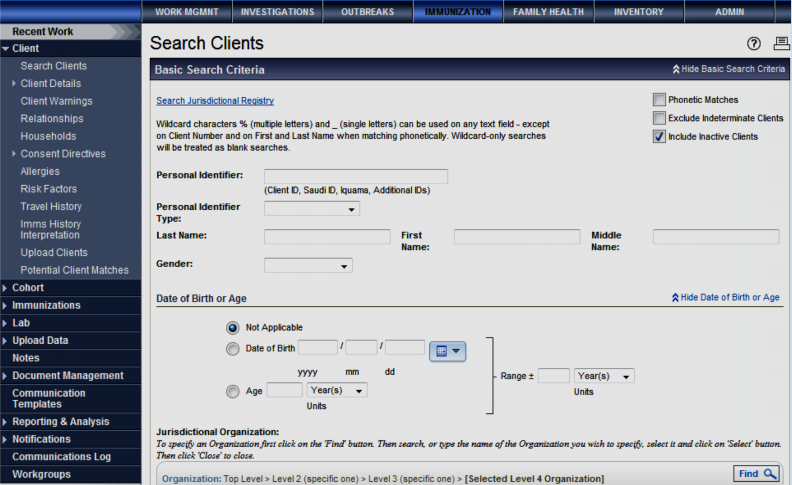 WORK MGMNT INVESTIGATIONS OUTBREAKS IMMUNIZATION FAMILY HEALTH INVENTORY ADMIN
Recent Work
Client
Search Clients
Client Details
Client Warnings
Relationships
Households
Consent Directives
Allergies
Risk Factors
Travel History
Imms History
Interpretation
Upload Clients
Potential Client Matches
Cohort
Immunizations
Lab
Upload Data
Notes
Document Management
Communication
Templates
Reporting & Analysis
Notifications
Communications Log
Workgroups
Search Clients
?
Basic Search Criteria
Hide Basic Search Criteria
Search Jurisdictional Registry
Wildcard characters % (multiple letters) and _ (single letters) can be used on any text field - except
on Client Number and on First and Last Name when matching phonetically. Wildcard-only searches
will be treated as blank searches.
Phonetic Matches
Exclude Indeterminate Clients
Include Inactive Clients
Personal Identifier:
(Client ID, Saudi ID, Iquama, Additional IDs)
Personal Identifier
Type:
Last Name: First
Name: Middle
Name:
Gender:
Date of Birth or Age
Hide Date of Birth or Age
Not Applicable
Date of Birth / /
yyyy mm dd
Age Year(s)
Units
Range ± Year(s)
Units
Jurisdictional Organization:
To specify an Organization first click on the 'Find' button. Then search, or type the name of the Organization you wish to specify, select it and click on 'Select' button.
Then click 'Close' to close.
Organization: Top Level > Level 2 (specific one) > Level 3 (specific one) > [Selected Level 4 Organization]
Find